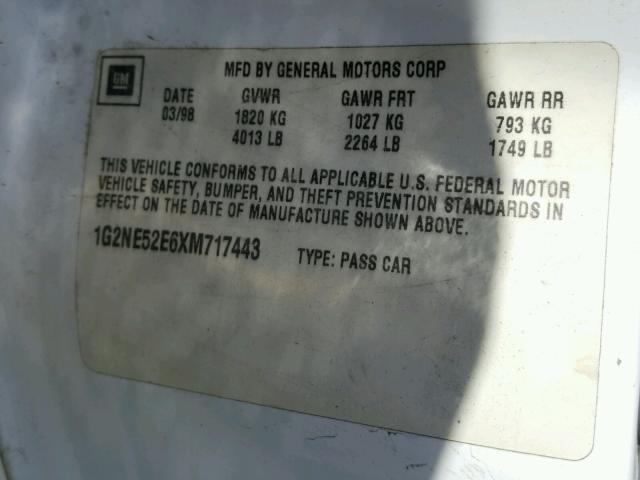 GM
MFD BY GENERAL MOTORS CORP
DATE GVWR GAWR FRT GAWR RR
03/98 1820 KG 1027 KG 793 KG
4013 LB 2264 LB 1749 LB
THIS VEHICLE CONFORMS TO ALL APPLICABLE U.S. FEDERAL MOTOR
VEHICLE SAFETY, BUMPER, AND THEFT PREVENTION STANDARDS IN
EFFECT ON THE DATE OF MANUFACTURE SHOWN ABOVE.
1G2NE52E6XM717443 TYPE: PASS CAR